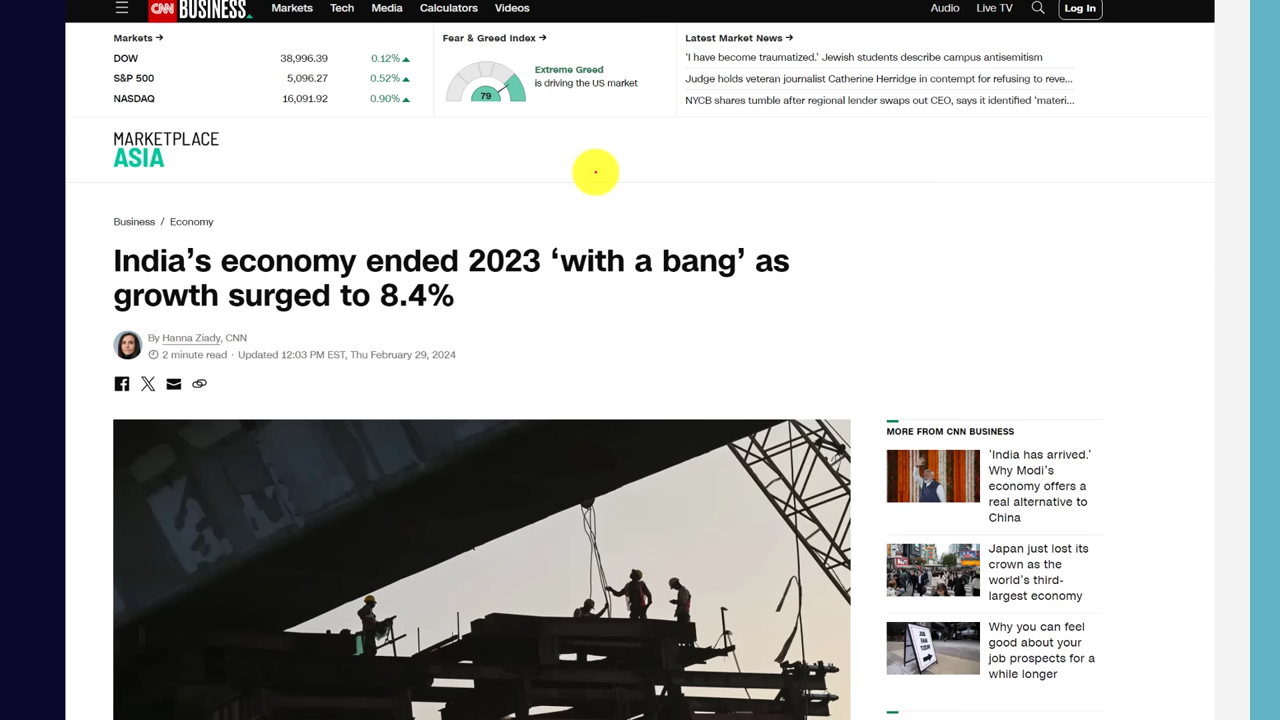 CNN BUSINESS
Markets Tech Media Calculators Videos
Audio Live TV
Log In
Markets →
DOW 38,996.39 0.12%
S&P 500 5,096.27 0.52%
NASDAQ 16,091.92 0.90%
Fear & Greed Index →
79
Extreme Greed
is driving the US market
Latest Market News →
'I have become traumatized.' Jewish students describe campus antisemitism
Judge holds veteran journalist Catherine Herridge in contempt for refusing to reve...
NYCB shares tumble after regional lender swaps out CEO, says it identified 'materi...
MARKETPLACE
ASIA
Business / Economy
India’s economy ended 2023 ‘with a bang’ as
growth surged to 8.4%
By Hanna Ziady, CNN
2 minute read · Updated 12:03 PM EST, Thu February 29, 2024
MORE FROM CNN BUSINESS
‘India has arrived.’
Why Modi’s
economy offers a
real alternative to
China
Japan just lost its
crown as the
world’s third-
largest economy
JOB
FAIR
TODAY
Why you can feel
good about your
job prospects for a
while longer